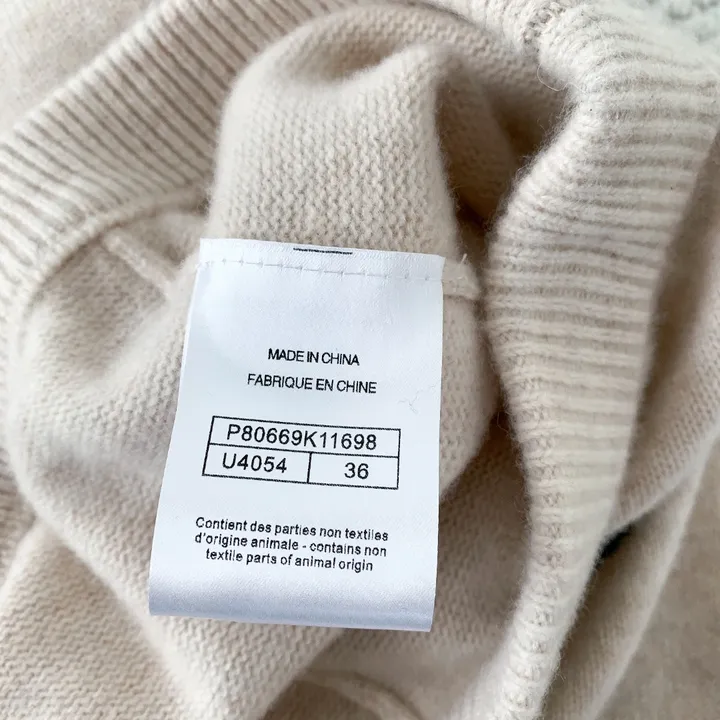 MADE IN CHINA
FABRIQUE EN CHINE
P80669K11698
U4054 36
Contient des parties non textiles
d'origine animale - contains non
textile parts of animal origin